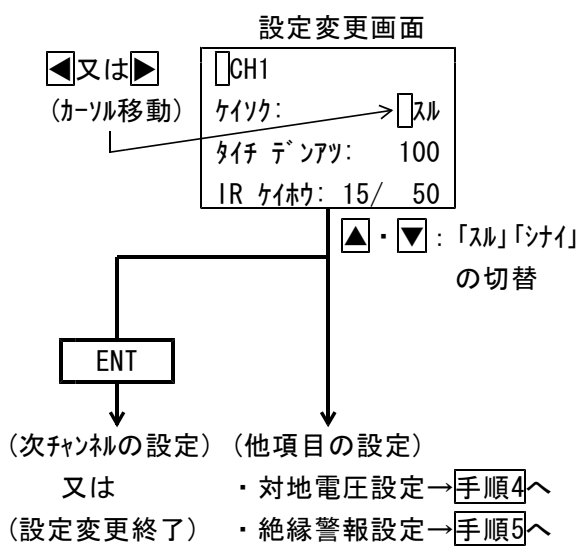 設定変更画面
◀又は▶
(ｶｰｿﾙ移動)
CH1
ｹｲｿｸ: ｽﾙ
ﾀｲﾁ ﾃﾞﾝｱﾂ: 100
IR ｹｲﾎｳ: 15/ 50
▲・▼:「ｽﾙ」「ｼﾅｲ」
の切替
ENT
(次ﾁｬﾝﾈﾙの設定)
又は
(設定変更終了)
(他項目の設定)
・対地電圧設定→手順4へ
・絶縁警報設定→手順5へ